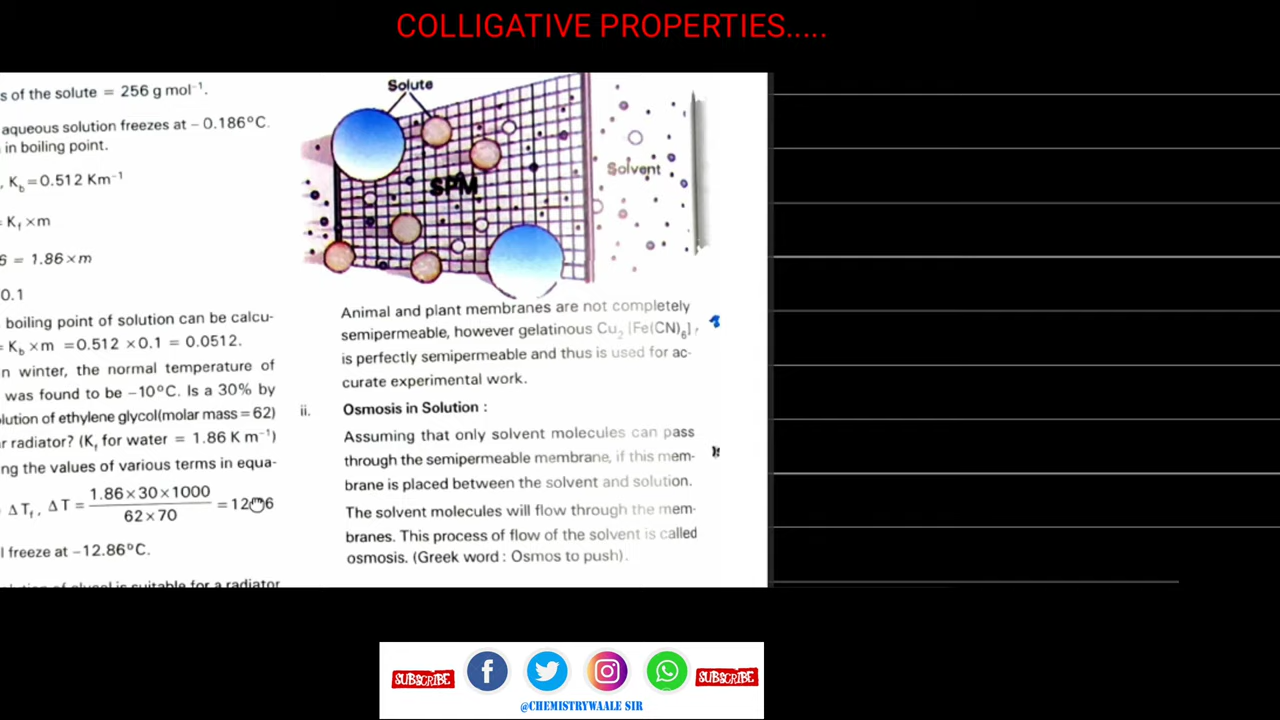 COLLIGATIVE PROPERTIES.....
s of the solute = 256 g mol⁻¹.
aqueous solution freezes at – 0.186°C.
in boiling point.
, K_b = 0.512 Km⁻¹
= K_f × m
6 = 1.86 × m
0.1
boiling point of solution can be calcu-
= K_b × m = 0.512 × 0.1 = 0.0512.
n winter, the normal temperature of
was found to be –10°C. Is a 30% by
olution of ethylene glycol(molar mass = 62)
ar radiator? (K_f for water = 1.86 K m⁻¹)
ng the values of various terms in equa-
ΔT_f, ΔT = 1.86 × 30 × 1000 / 62 × 70 = 12 6
l freeze at –12.86°C.
is suitable for a radiator
Solute
SPM
Solvent
Animal and plant membranes are not completely
semipermeable, however gelatinous Cu₂ [Fe(CN)₆],
is perfectly semipermeable and thus is used for ac-
curate experimental work.
ii. Osmosis in Solution :
Assuming that only solvent molecules can pass
through the semipermeable membrane, if this mem-
brane is placed between the solvent and solution.
The solvent molecules will flow through the mem-
branes. This process of flow of the solvent is called
osmosis. (Greek word : Osmos to push).
SUBSCRIBE
SUBSCRIBE
@CHEMISTRYWAALE SIR